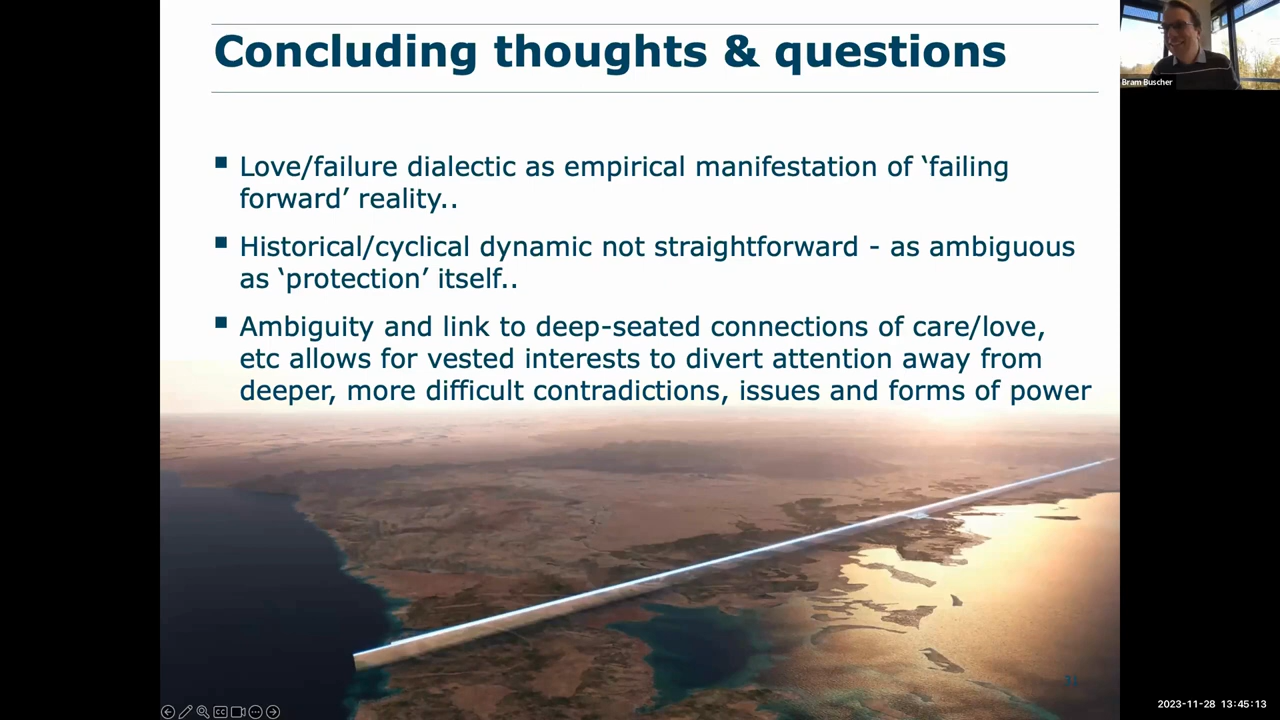 Concluding thoughts & questions
Bram Buscher
▪ Love/failure dialectic as empirical manifestation of ‘failing
forward’ reality..
▪ Historical/cyclical dynamic not straightforward - as ambiguous
as ‘protection’ itself..
▪ Ambiguity and link to deep-seated connections of care/love,
etc allows for vested interests to divert attention away from
deeper, more difficult contradictions, issues and forms of power
2023-11-28 13:45:13